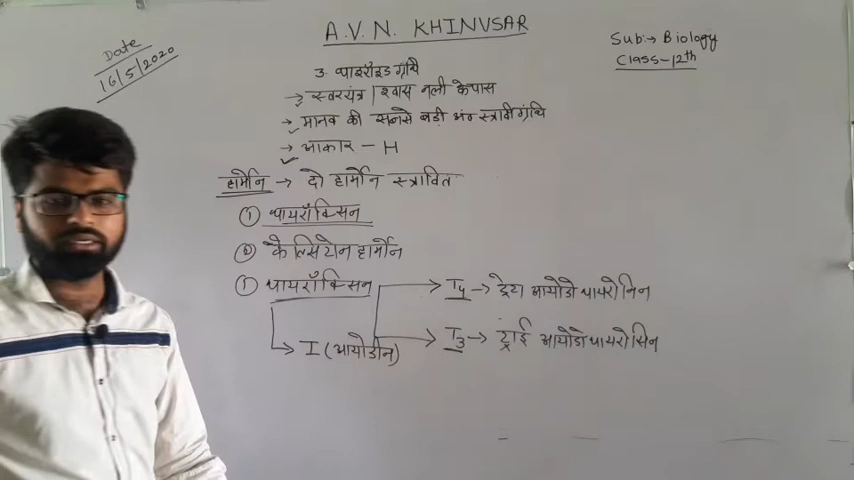 A.V.N. KHINVSAR
Date
16/5/2020
Sub:→ Biology
Class-12th
3. थाइरॉइड ग्रंथि
→ स्वरयंत्र / श्वास नली के पास
→ मानव की सबसे बड़ी अंतः स्त्रावी ग्रंथि
→ आकार - H
हार्मोन → दो हार्मोन स्त्रावित
① थायरॉक्सिन
② केल्सिटोन हार्मोन
① थायरॉक्सिन
T4 → ट्रेटा आयोडो थायरोनिन
I (आयोडीन)
T3 → ट्राई आयोडो थायरोसिन